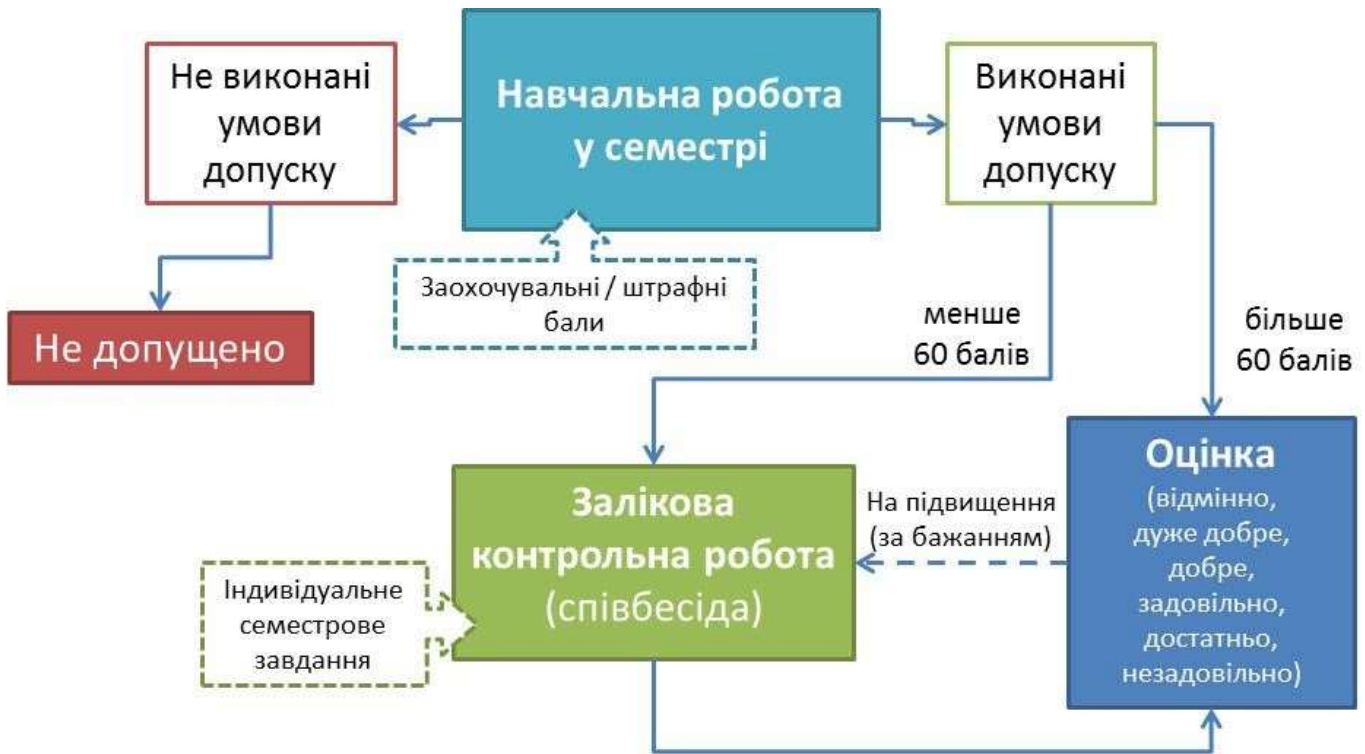 Не виконані
умови
допуску
Навчальна робота
у семестрі
Виконані
умови
допуску
Заохочувальні / штрафні
бали
Не допущено
менше
60 балів
більше
60 балів
Залікова
контрольна робота
(співбесіда)
На підвищення
(за бажанням)
Оцінка
(відмінно,
дуже добре,
добре,
задовільно,
достатньо,
незадовільно)
Індивідуальне
семестрове
завдання